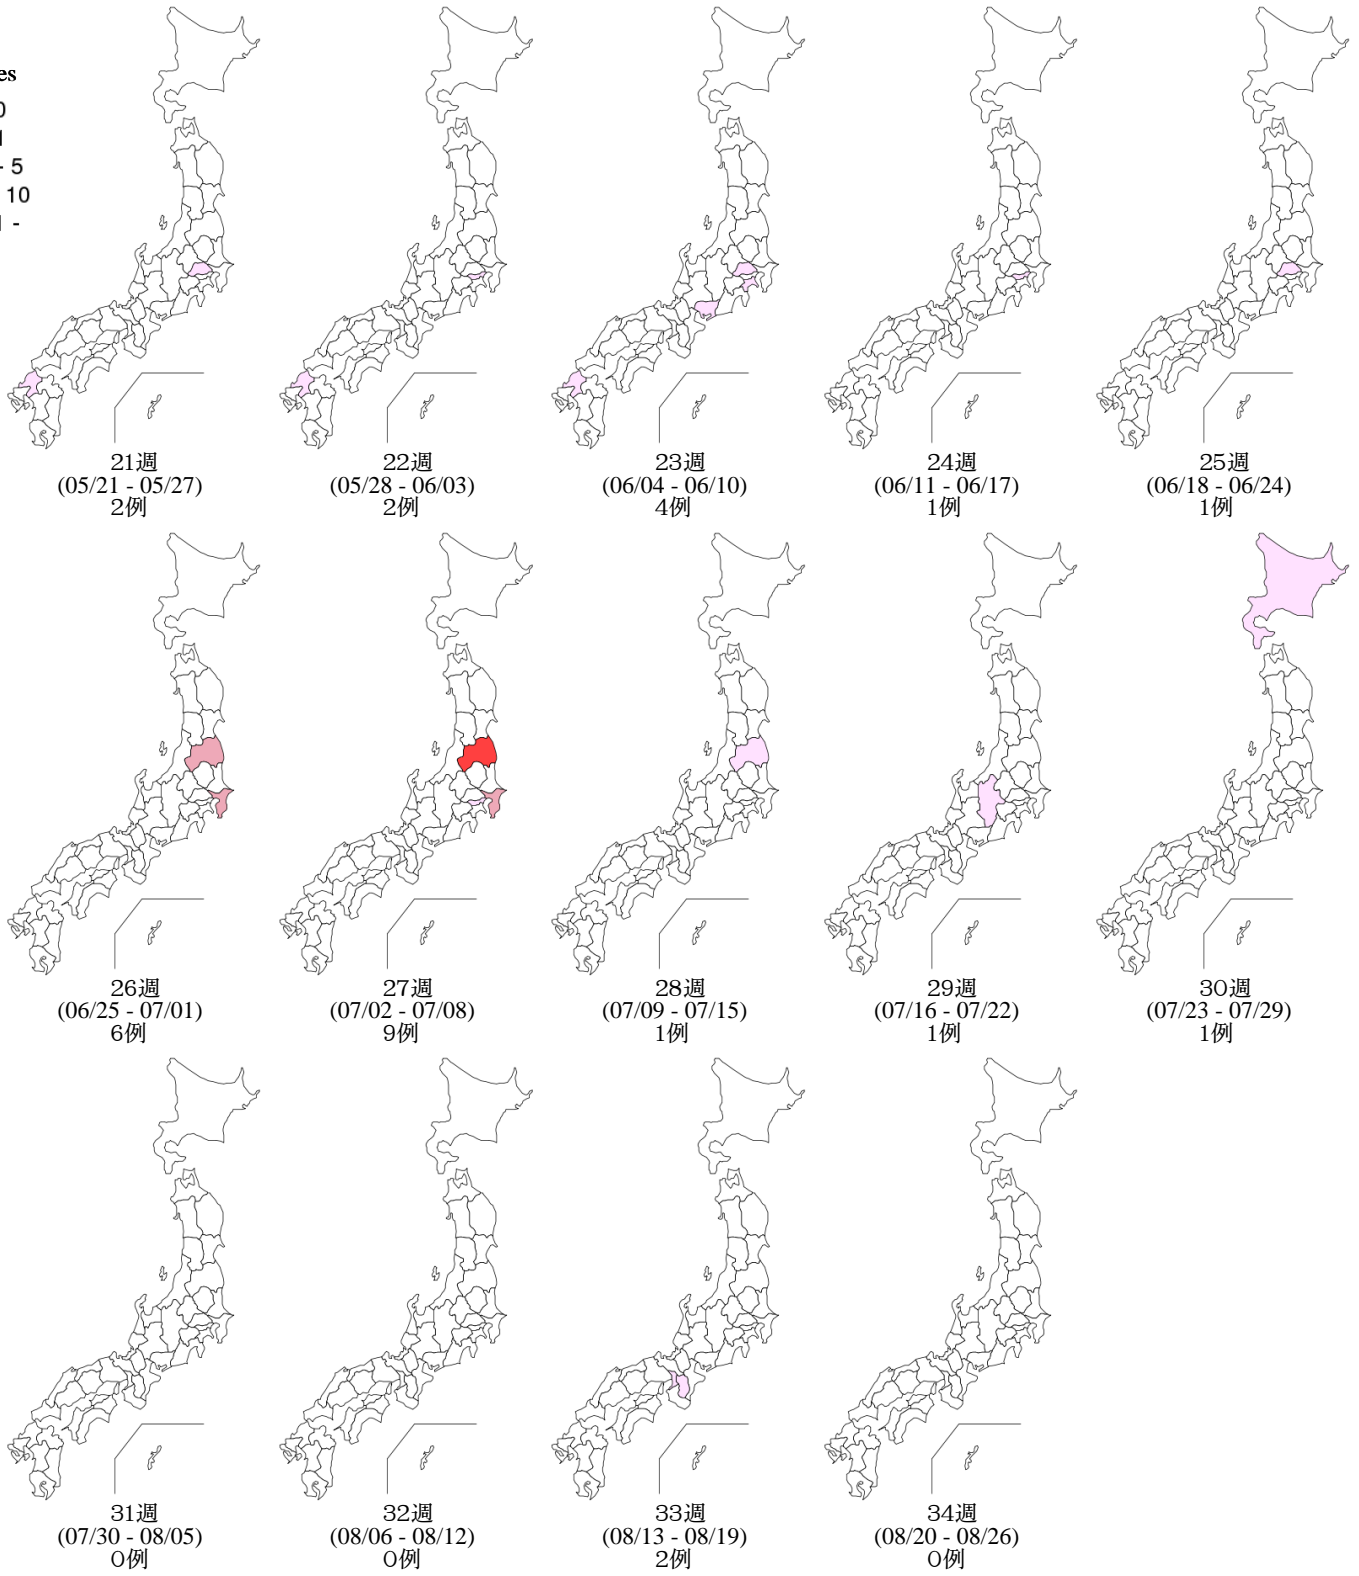 es
0
1
- 5
10
1 -
21週
(05/21 - 05/27)
2例
22週
(05/28 - 06/03)
2例
23週
(06/04 - 06/10)
4例
24週
(06/11 - 06/17)
1例
25週
(06/18 - 06/24)
1例
26週
(06/25 - 07/01)
6例
27週
(07/02 - 07/08)
9例
28週
(07/09 - 07/15)
1例
29週
(07/16 - 07/22)
1例
30週
(07/23 - 07/29)
1例
31週
(07/30 - 08/05)
0例
32週
(08/06 - 08/12)
0例
33週
(08/13 - 08/19)
2例
34週
(08/20 - 08/26)
0例